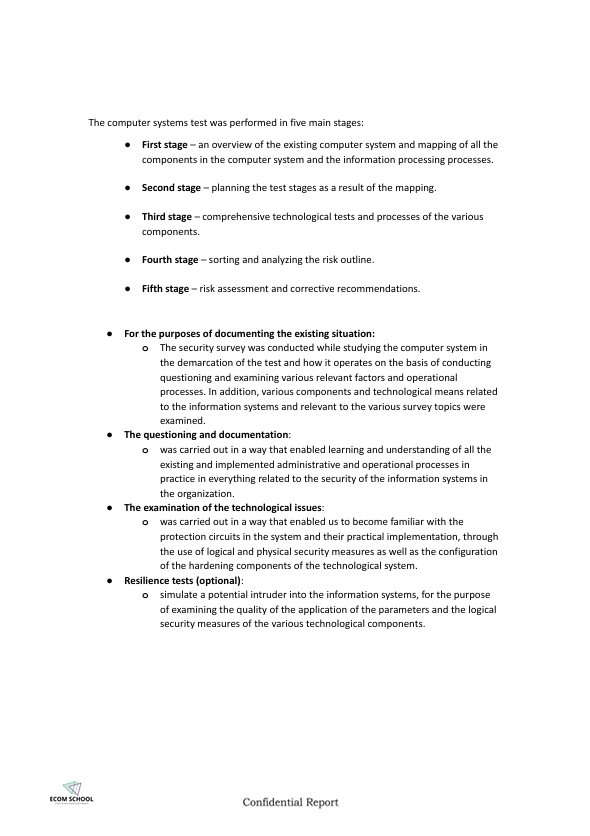 The computer systems test was performed in five main stages:
● First stage – an overview of the existing computer system and mapping of all the
components in the computer system and the information processing processes.
● Second stage – planning the test stages as a result of the mapping.
● Third stage – comprehensive technological tests and processes of the various
components.
● Fourth stage – sorting and analyzing the risk outline.
● Fifth stage – risk assessment and corrective recommendations.
● For the purposes of documenting the existing situation:
o The security survey was conducted while studying the computer system in
the demarcation of the test and how it operates on the basis of conducting
questioning and examining various relevant factors and operational
processes. In addition, various components and technological means related
to the information systems and relevant to the various survey topics were
examined.
● The questioning and documentation:
o was carried out in a way that enabled learning and understanding of all the
existing and implemented administrative and operational processes in
practice in everything related to the security of the information systems in
the organization.
● The examination of the technological issues:
o was carried out in a way that enabled us to become familiar with the
protection circuits in the system and their practical implementation, through
the use of logical and physical security measures as well as the configuration
of the hardening components of the technological system.
● Resilience tests (optional):
o simulate a potential intruder into the information systems, for the purpose
of examining the quality of the application of the parameters and the logical
security measures of the various technological components.
ECOM SCHOOL
Confidential Report